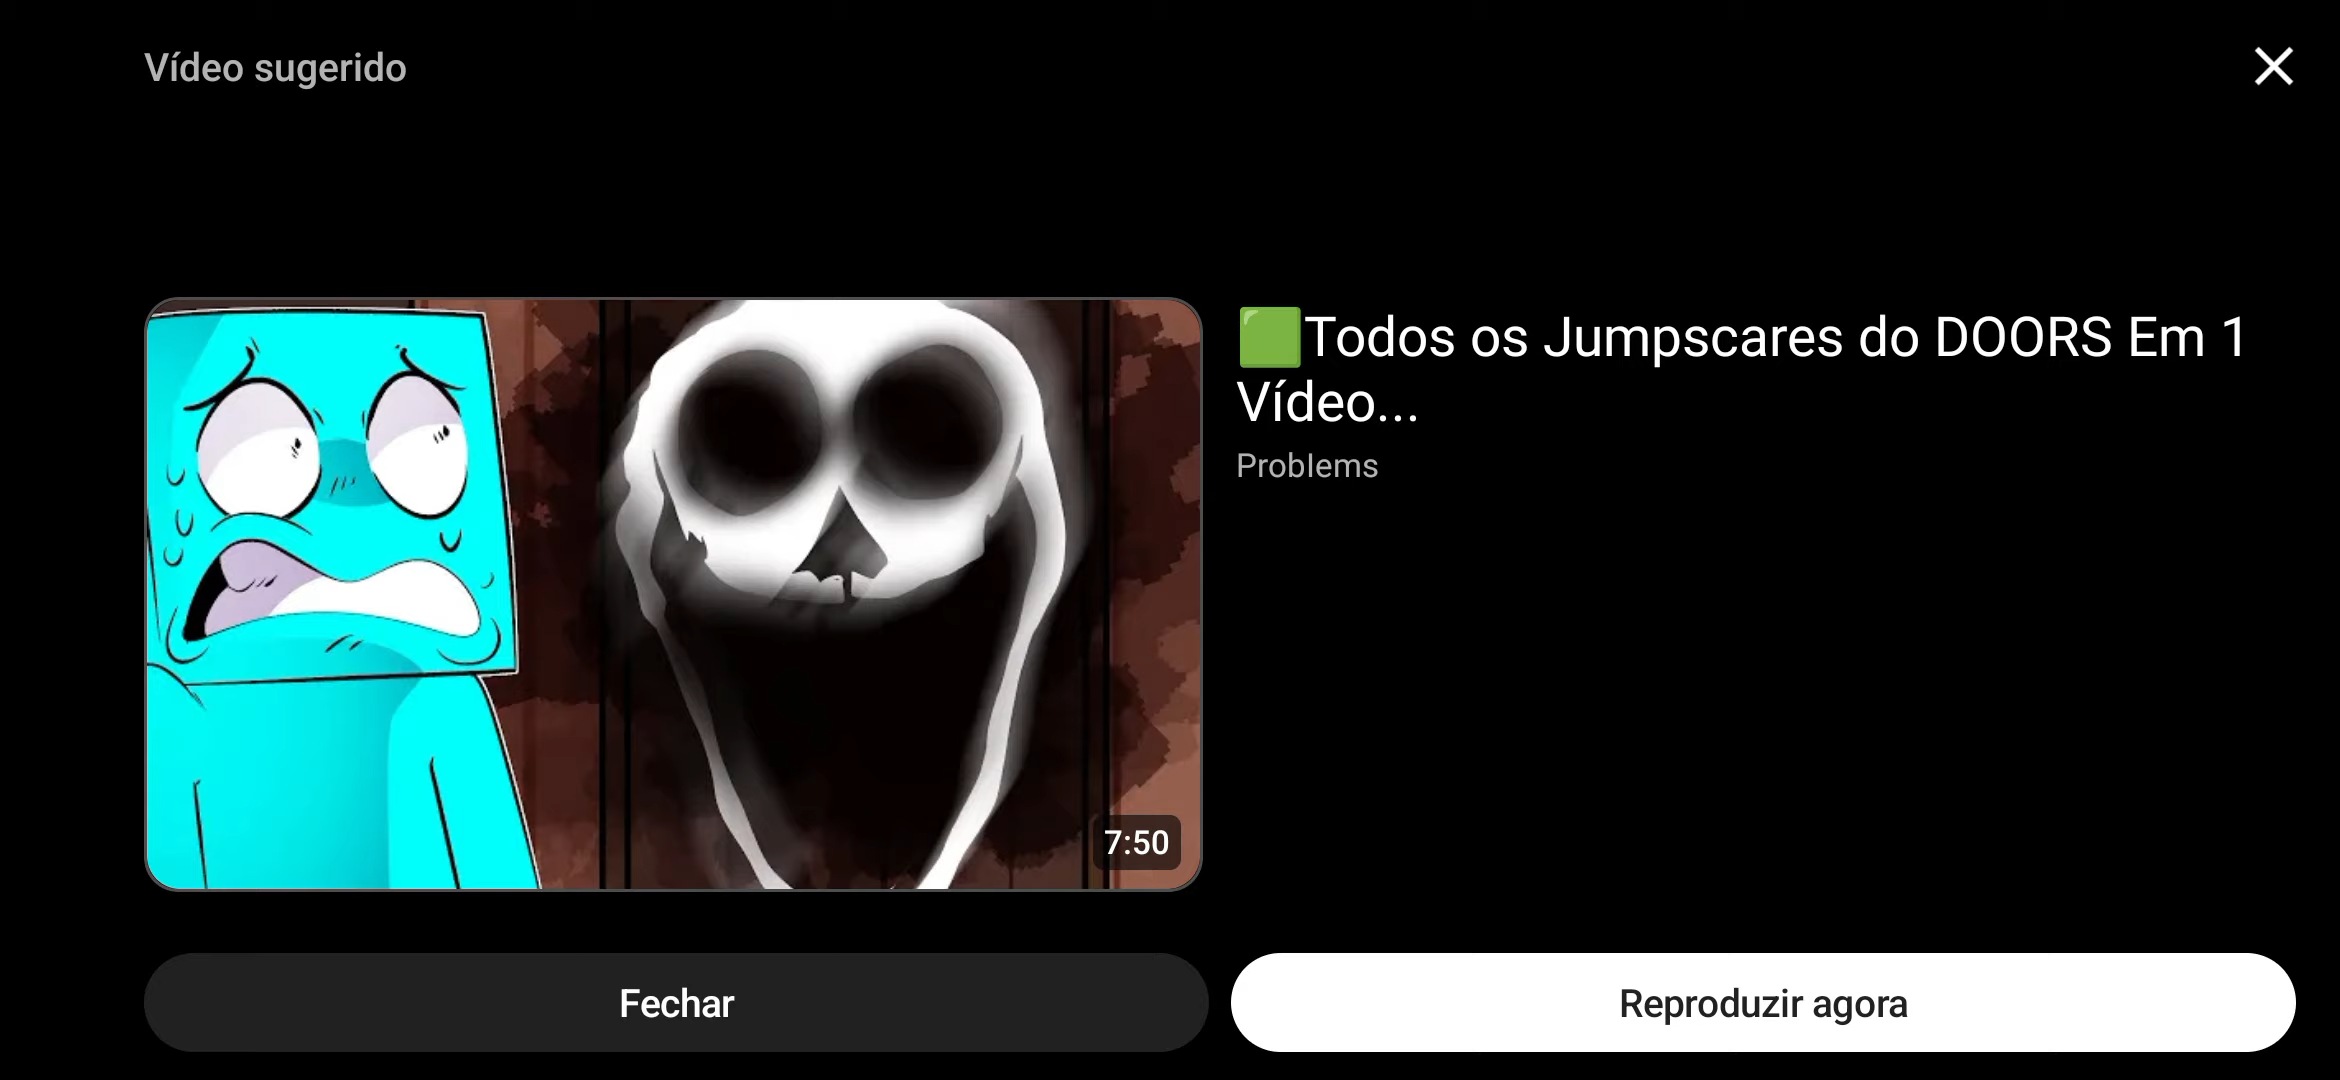 Vídeo sugerido
🟩Todos os Jumpscares do DOORS Em 1
Vídeo...
Problems
7:50
Fechar
Reproduzir agora